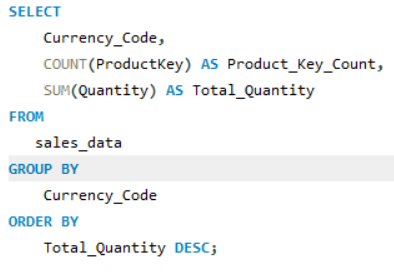 SELECT
Currency_Code,
COUNT(ProductKey) AS Product_Key_Count,
SUM(Quantity) AS Total_Quantity
FROM
sales_data
GROUP BY
Currency_Code
ORDER BY
Total_Quantity DESC;